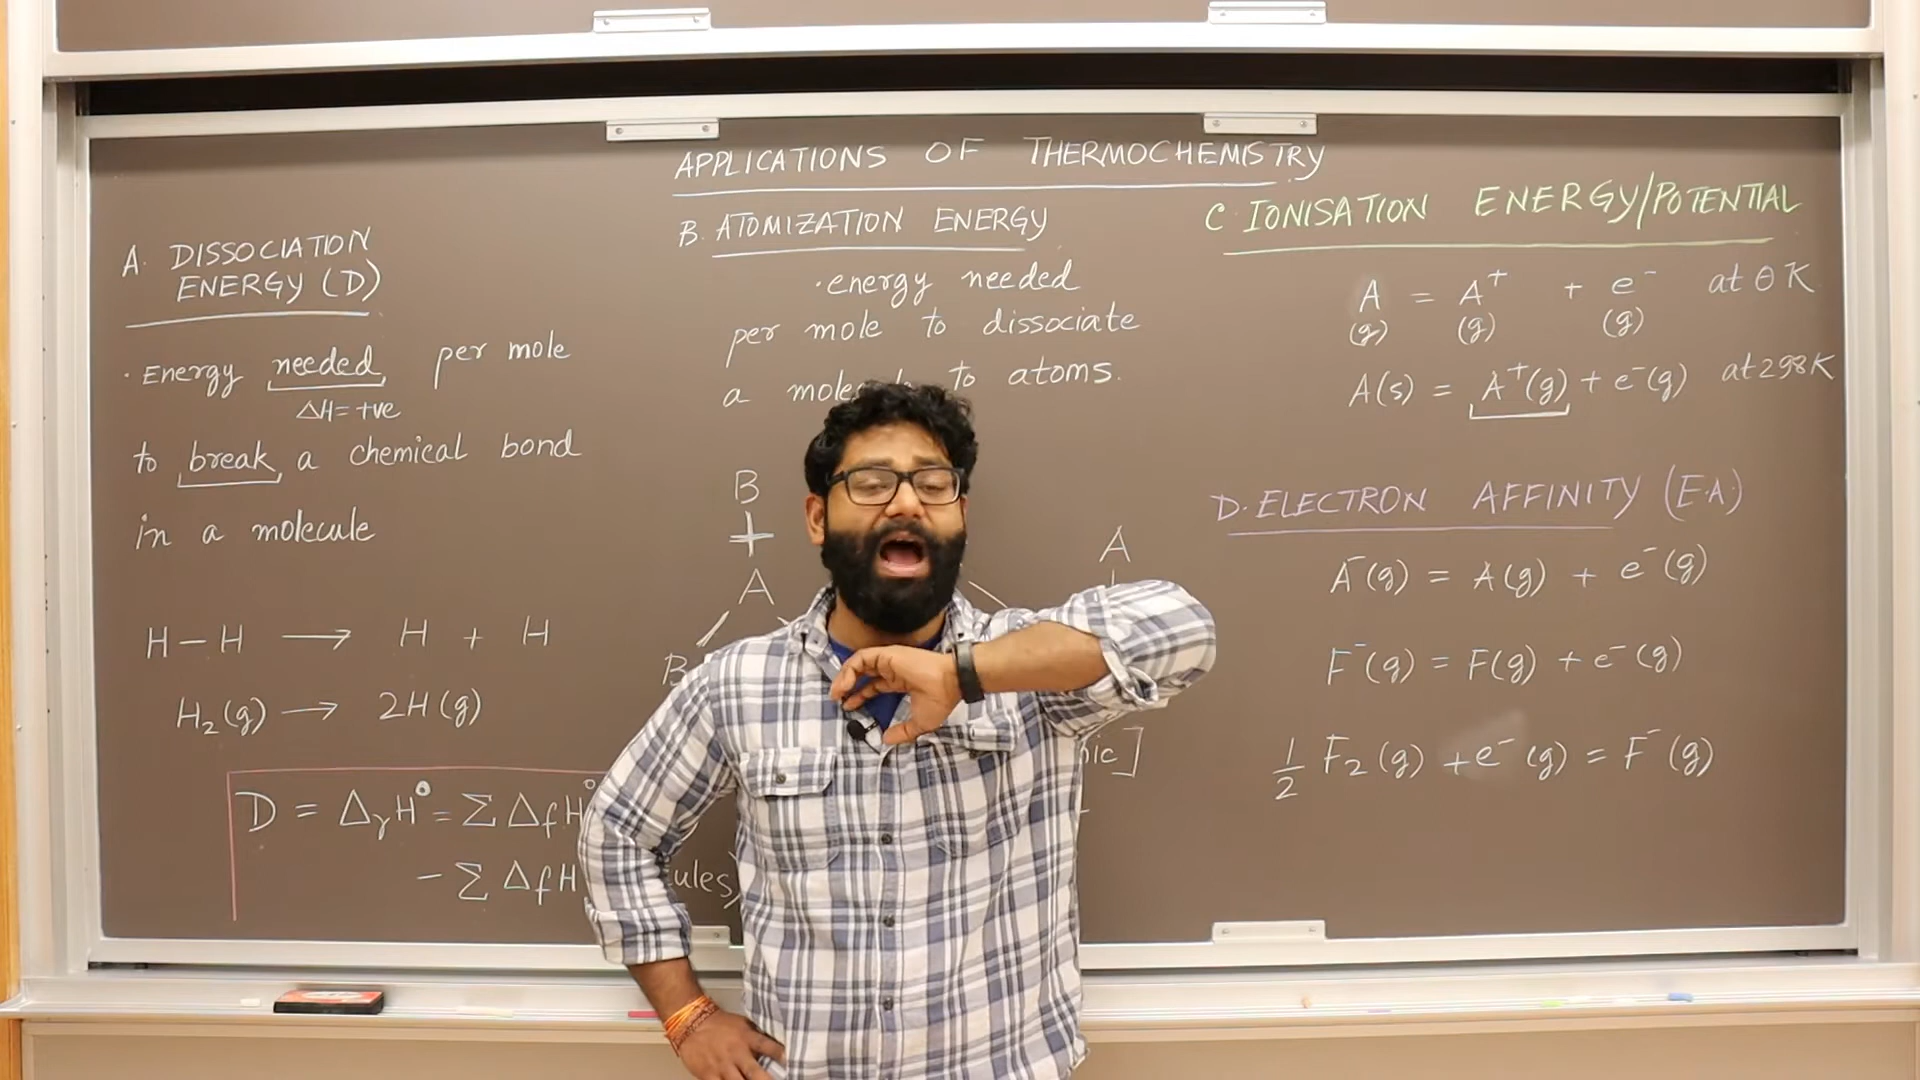 APPLICATIONS OF THERMOCHEMISTRY
A. DISSOCIATION
ENERGY (D)
· Energy needed per mole
ΔH=+ve
to break a chemical bond
in a molecule
H–H → H + H
H₂(g) → 2H(g)
D = ΔᵣH° = Σ ΔfH°
– Σ ΔfH
B. ATOMIZATION ENERGY
·energy needed
per mole to dissociate
a to atoms.
B
A
B
A
C. IONISATION ENERGY/POTENTIAL
A = A⁺ + e⁻ at 0 K
(g) (g) (g)
A(s) = A⁺(g) + e⁻(g) at 298K
D. ELECTRON AFFINITY (E.A.)
A⁻(g) = A(g) + e⁻(g)
F⁻(g) = F(g) + e⁻(g)
1/2 F₂(g) + e⁻(g) = F⁻(g)